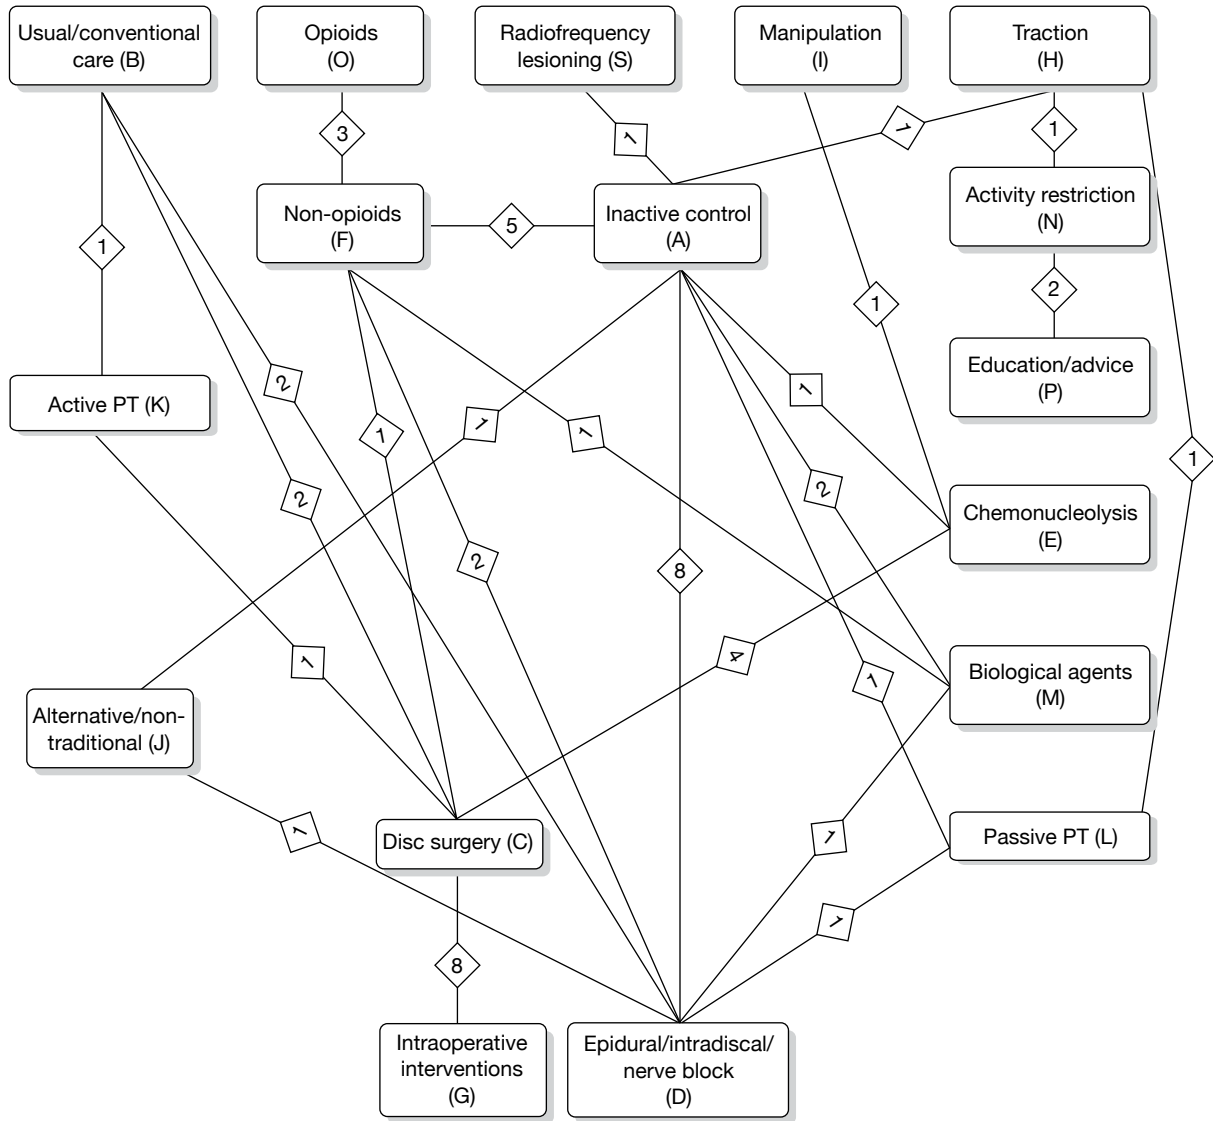 Usual/conventional
care (B)
Opioids
(O)
Radiofrequency
lesioning (S)
Manipulation
(I)
Traction
(H)
3
1
1
1
Non-opioids
(F)
5
Inactive control
(A)
Activity restriction
(N)
1
2
1
Education/advice
(P)
Active PT (K)
2
1
1
1
1
1
2
2
Chemonucleolysis
(E)
2
8
1
4
1
Biological agents
(M)
Alternative/non-
traditional (J)
1
1
Disc surgery (C)
Passive PT (L)
1
8
Intraoperative
interventions
(G)
Epidural/intradiscal/
nerve block
(D)